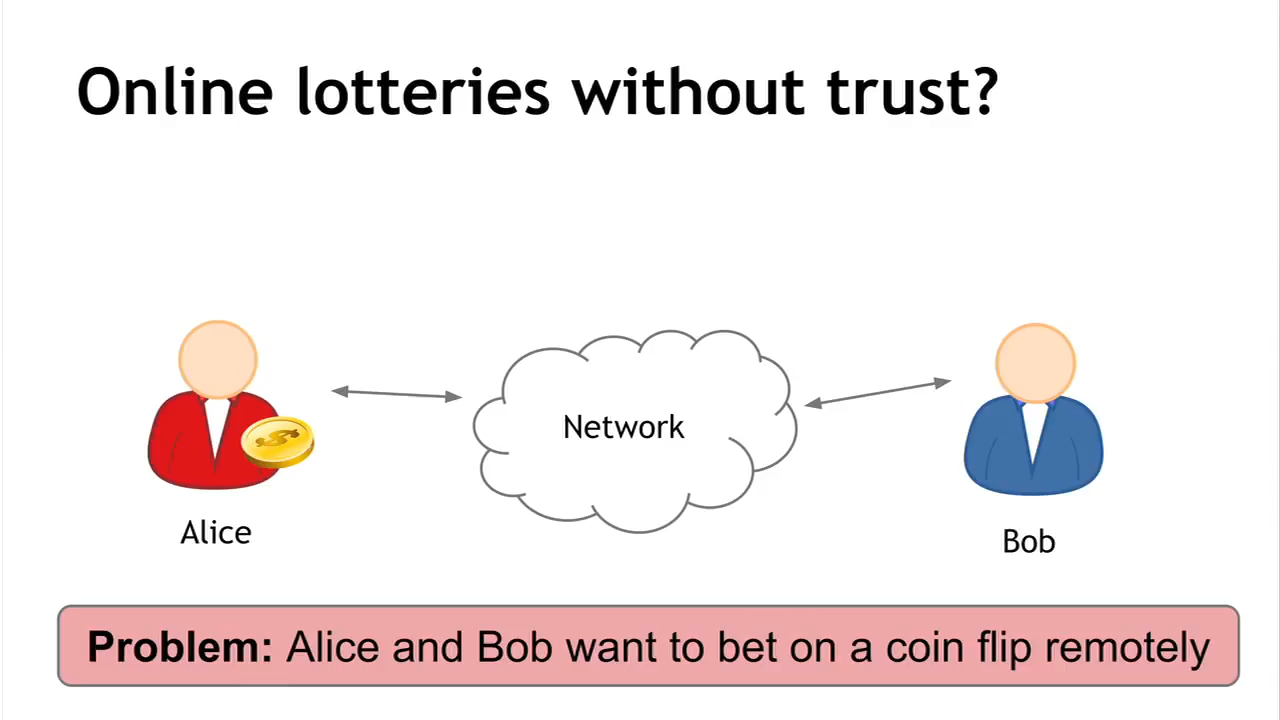 Online lotteries without trust?
Network
Alice
Bob
Problem: Alice and Bob want to bet on a coin flip remotely